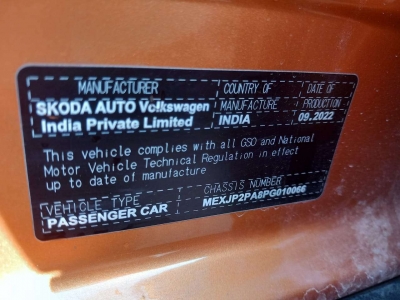 MANUFACTURER COUNTRY OF DATE OF
SKODA AUTO Volkswagen MANUFACTURE PRODUCTION
India Private Limited INDIA 09.2022
This vehicle complies with all GSO and National
Motor Vehicle Technical Regulation in effect
up to date of manufacture
VEHICLE TYPE CHASSIS NUMBER
PASSENGER CAR MEXJP2PA8PG010066